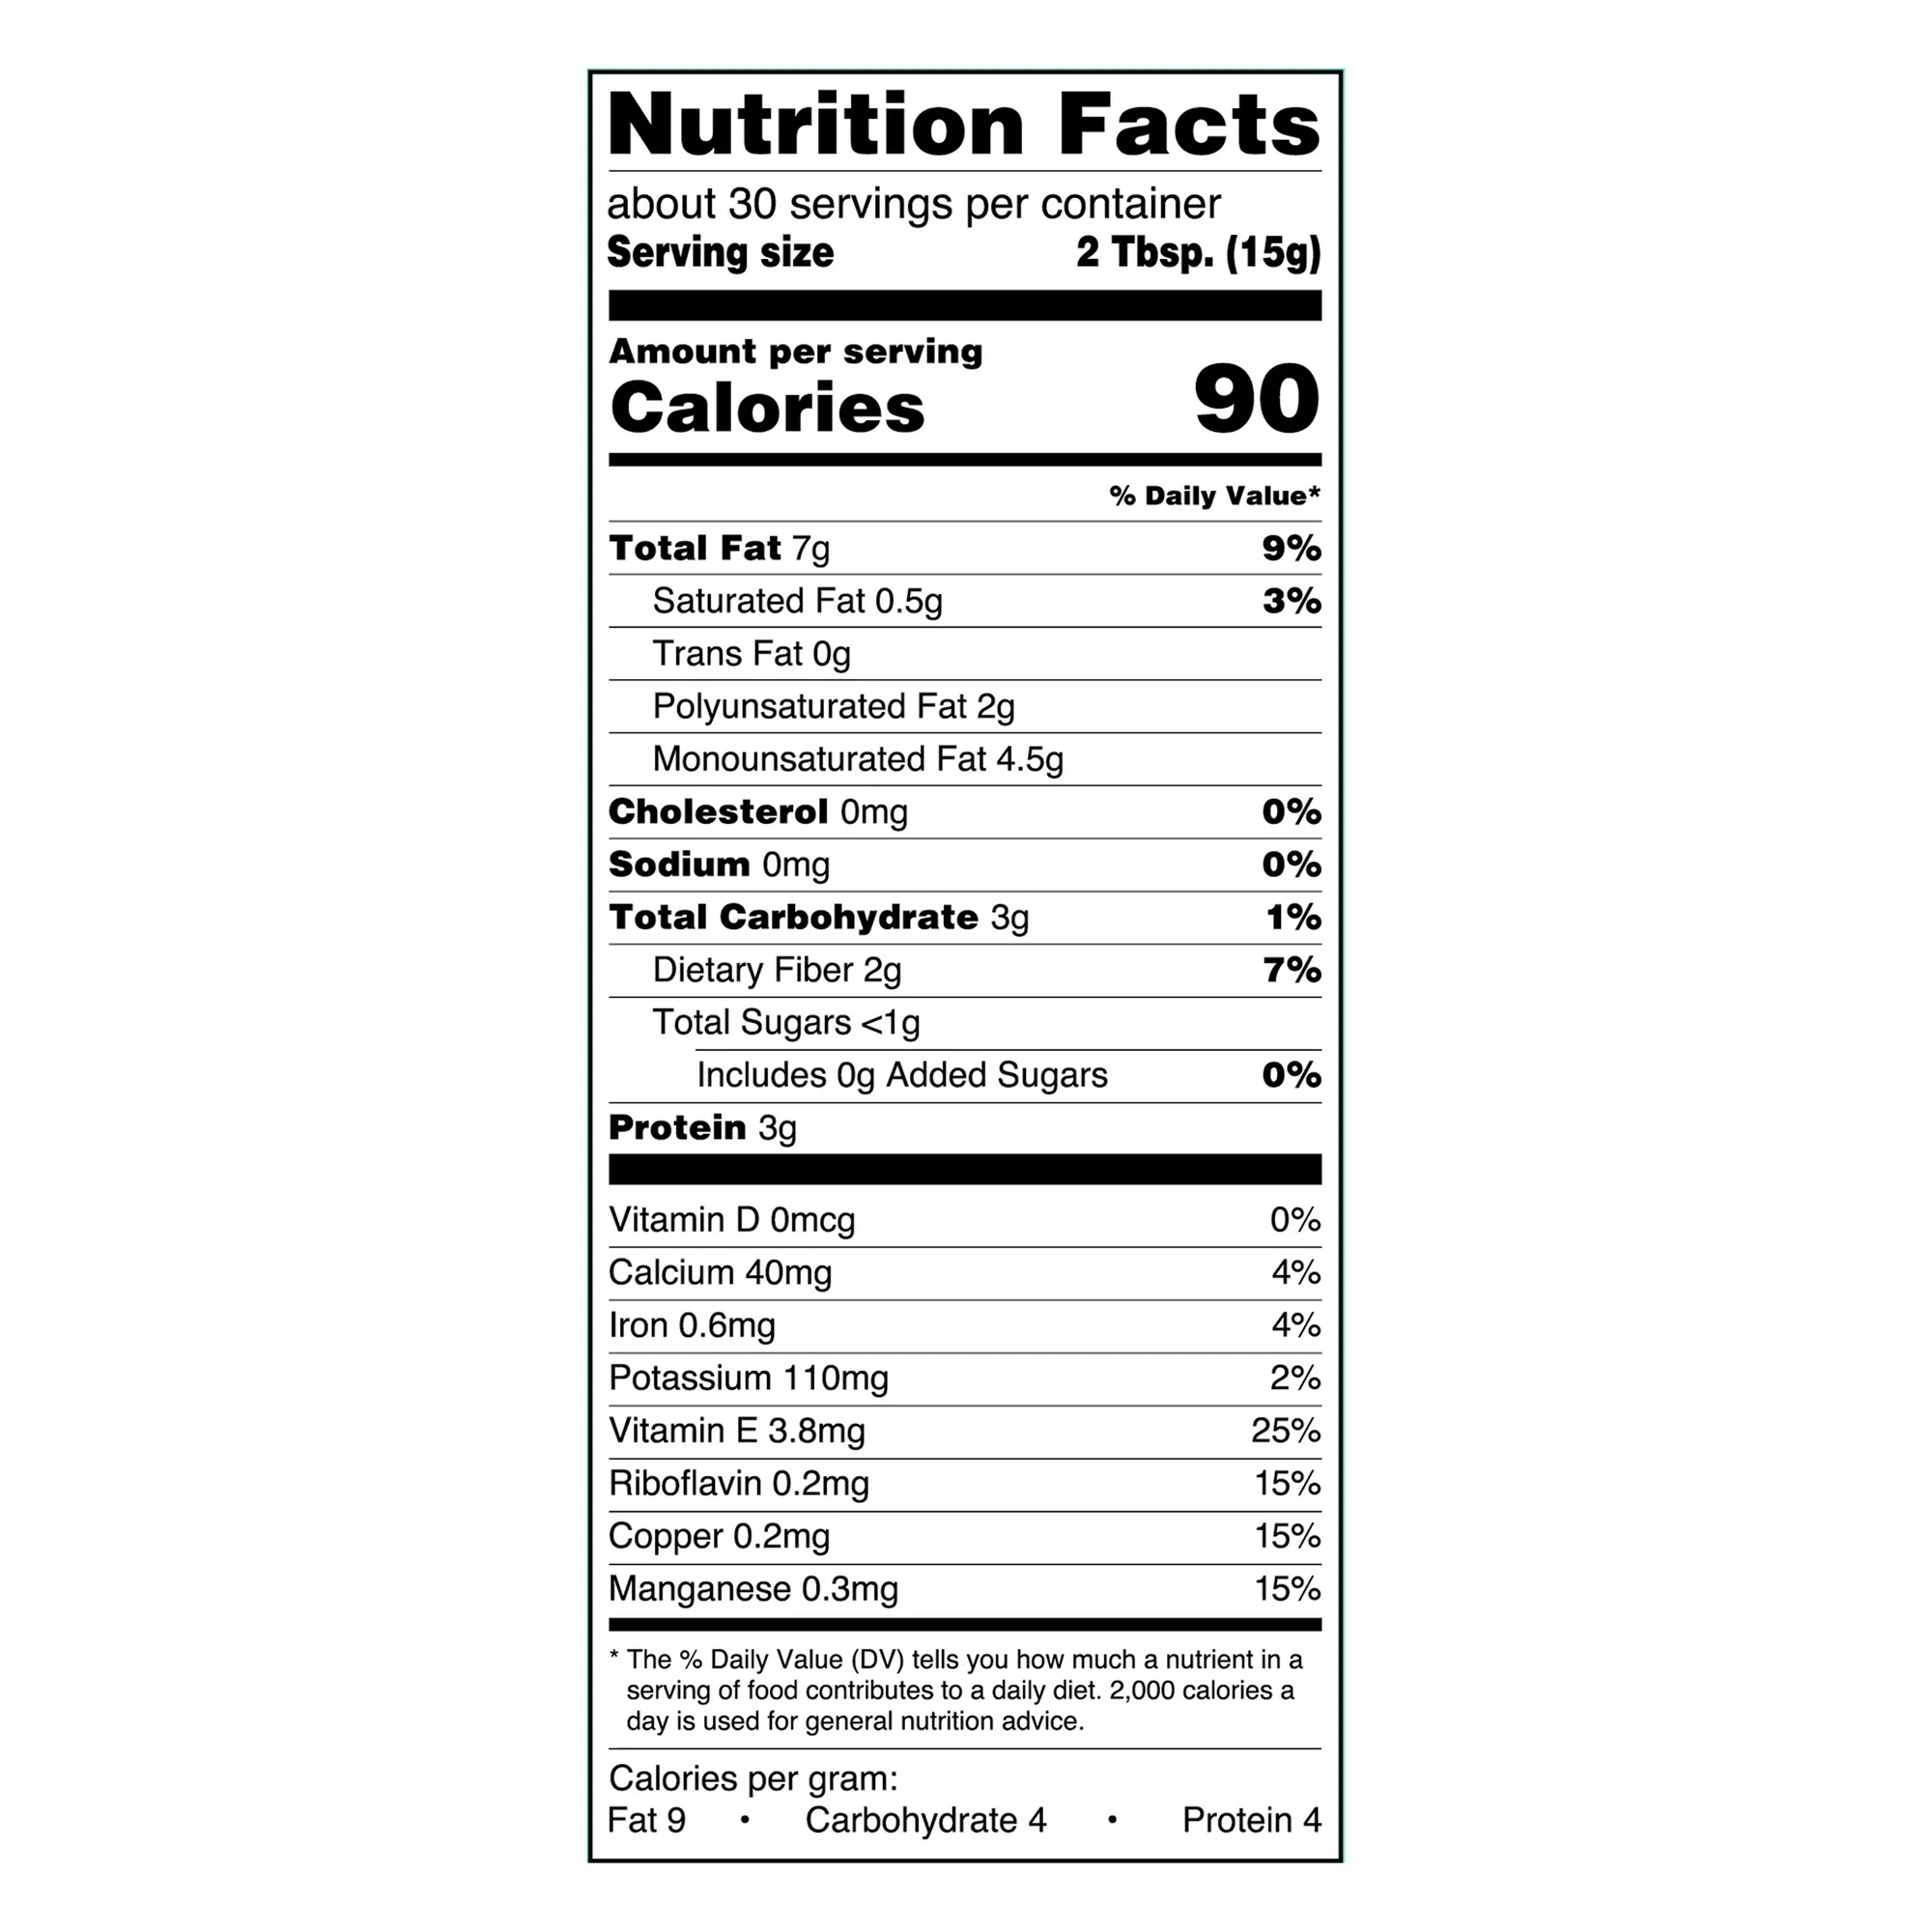 Nutrition Facts
about 30 servings per container
Serving size 2 Tbsp. (15g)
Amount per serving
Calories 90
% Daily Value*
Total Fat 7g 9%
Saturated Fat 0.5g 3%
Trans Fat 0g
Polyunsaturated Fat 2g
Monounsaturated Fat 4.5g
Cholesterol 0mg 0%
Sodium 0mg 0%
Total Carbohydrate 3g 1%
Dietary Fiber 2g 7%
Total Sugars <1g
Includes 0g Added Sugars 0%
Protein 3g
Vitamin D 0mcg 0%
Calcium 40mg 4%
Iron 0.6mg 4%
Potassium 110mg 2%
Vitamin E 3.8mg 25%
Riboflavin 0.2mg 15%
Copper 0.2mg 15%
Manganese 0.3mg 15%
* The % Daily Value (DV) tells you how much a nutrient in a
serving of food contributes to a daily diet. 2,000 calories a
day is used for general nutrition advice.
Calories per gram:
Fat 9 • Carbohydrate 4 • Protein 4